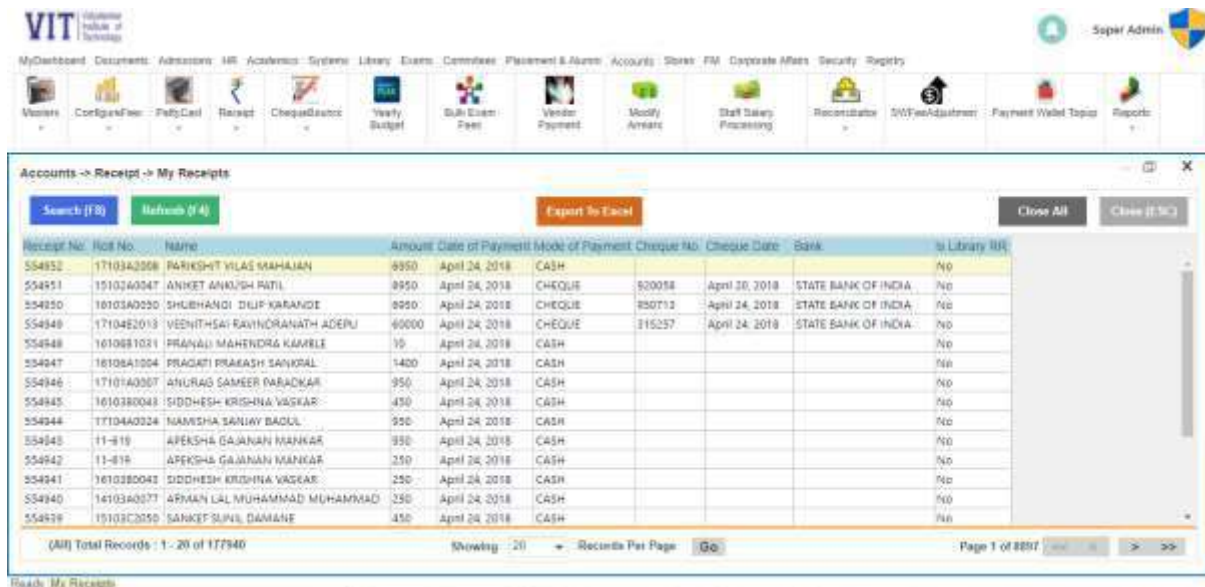 VIT Vidyalankar Institute of Technology
Super Admin
MyDashboard Documents Admissions HR Academics Systems Library Exams Committees Placement & Alumni Accounts Stores FM Corporate Affairs Security Registry
Masters ConfigureFees PettyCash Receipt ChequeBounce Yearly Budget Bulk Exam Fees Vendor Payment Modify Arrears Staff Salary Processing Reconciliation SWFeeAdjustment Payment Wallet Topup Reports
Accounts -> Receipt -> My Receipts
Search (F8) Refresh (F4) Export To Excel Close All Close (ESC)
Receipt No. Roll No. Name Amount Date of Payment Mode of Payment Cheque No. Cheque Date Bank Is Library RR
554952 17103A2008 PARIKSHIT VILAS MAHAJAN 6950 April 24, 2018 CASH No
554951 15102A0047 ANIKET ANKUSH PATIL 8950 April 24, 2018 CHEQUE 920058 April 20, 2018 STATE BANK OF INDIA No
554950 16103A0050 SHUBHANGI DILIP KARANDE 8950 April 24, 2018 CHEQUE 950713 April 24, 2018 STATE BANK OF INDIA No
554949 17104E2013 VEENITHSAI RAVINDRANATH ADEPU 60000 April 24, 2018 CHEQUE 315257 April 24, 2018 STATE BANK OF INDIA No
554948 16106B1031 PRANALI MAHENDRA KAMBLE 10 April 24, 2018 CASH No
554947 16106A1004 PRAGATI PRAKASH SANKPAL 1400 April 24, 2018 CASH No
554946 17101A0007 ANURAG SAMEER PARADKAR 950 April 24, 2018 CASH No
554945 16103B0043 SIDDHESH KRISHNA VASKAR 450 April 24, 2018 CASH No
554944 17104A0024 NAMISHA SANJAY BADUL 950 April 24, 2018 CASH No
554943 11-619 APEKSHA GAJANAN MANKAR 950 April 24, 2018 CASH No
554942 11-619 APEKSHA GAJANAN MANKAR 250 April 24, 2018 CASH No
554941 16103B0043 SIDDHESH KRISHNA VASKAR 250 April 24, 2018 CASH No
554940 14103A0077 ARMAN LAL MUHAMMAD MUHAMMAD 250 April 24, 2018 CASH No
554939 15103C2050 SANKET SUNIL DAMANE 450 April 24, 2018 CASH No
(All) Total Records : 1 - 20 of 177940 Showing 20 Records Per Page Go Page 1 of 8897 << < > >>
Ready My Receipts